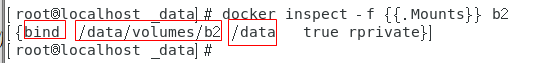 [root@localhost _data]# docker inspect -f {{.Mounts}} b2
[{bind  /data/volumes/b2 /data   true rprivate}]
[root@localhost _data]#